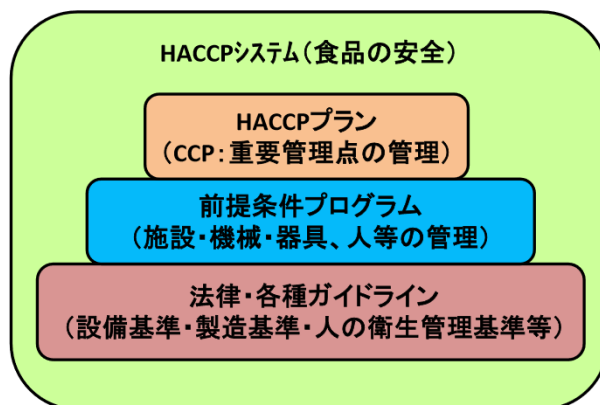 HACCPシステム（食品の安全）
HACCPプラン
（CCP：重要管理点の管理）
前提条件プログラム
（施設・機械・器具、人等の管理）
法律・各種ガイドライン
（設備基準・製造基準・人の衛生管理基準等）